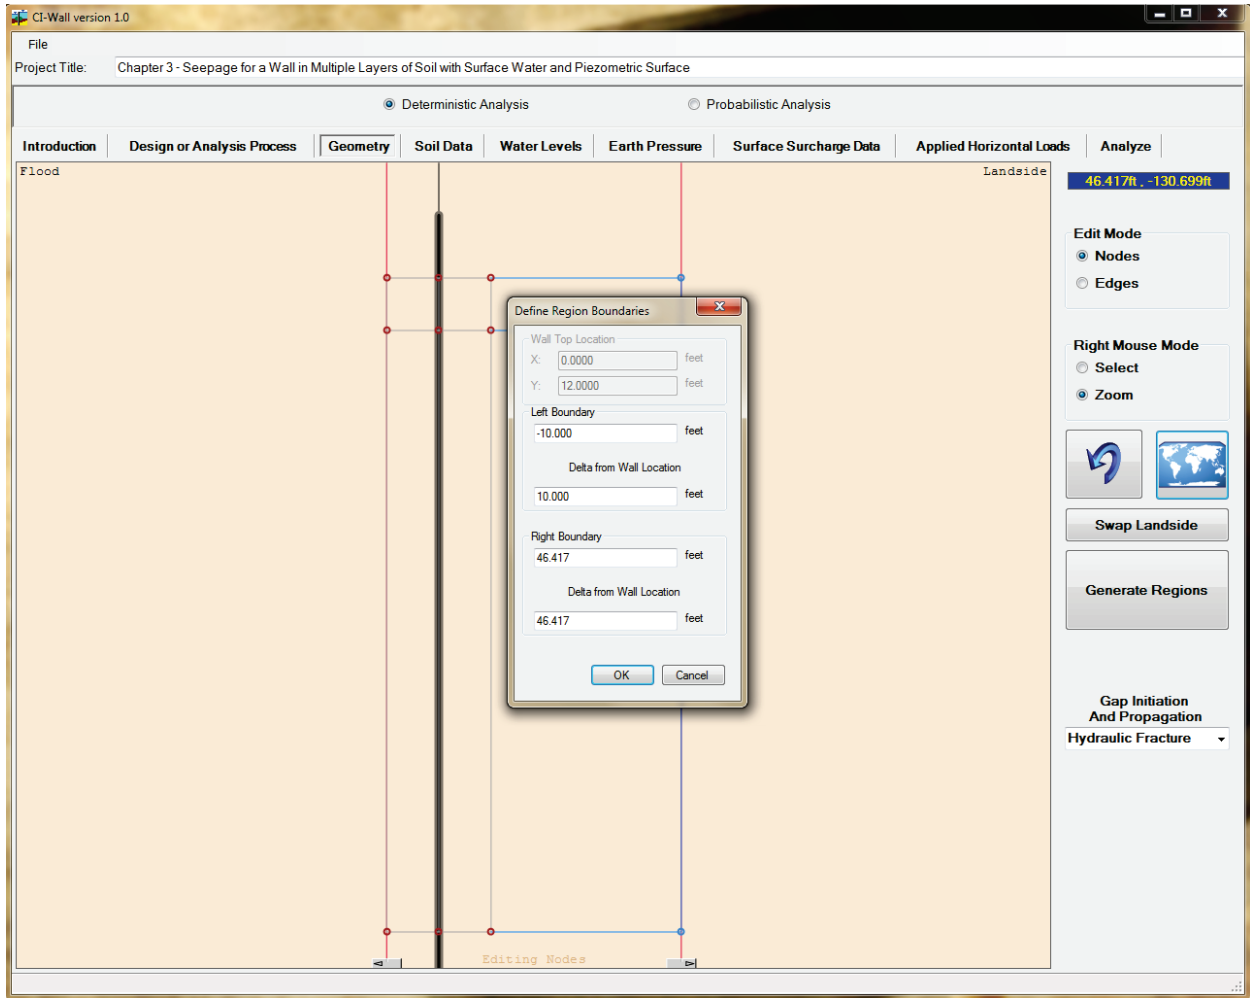 CI-Wall version 1.0
File
Project Title: Chapter 3 - Seepage for a Wall in Multiple Layers of Soil with Surface Water and Piezometric Surface
Deterministic Analysis Probabilistic Analysis
Introduction Design or Analysis Process Geometry Soil Data Water Levels Earth Pressure Surface Surcharge Data Applied Horizontal Loads Analyze
Flood Landside
46.417ft , -130.699ft
Edit Mode
Nodes
Edges
Right Mouse Mode
Select
Zoom
Swap Landside
Generate Regions
Gap Initiation
And Propagation
Hydraulic Fracture
Define Region Boundaries
Wall Top Location
X: 0.0000 feet
Y: 12.0000 feet
Left Boundary
-10.000 feet
Delta from Wall Location
10.000 feet
Right Boundary
46.417 feet
Delta from Wall Location
46.417 feet
OK Cancel
Editing Nodes